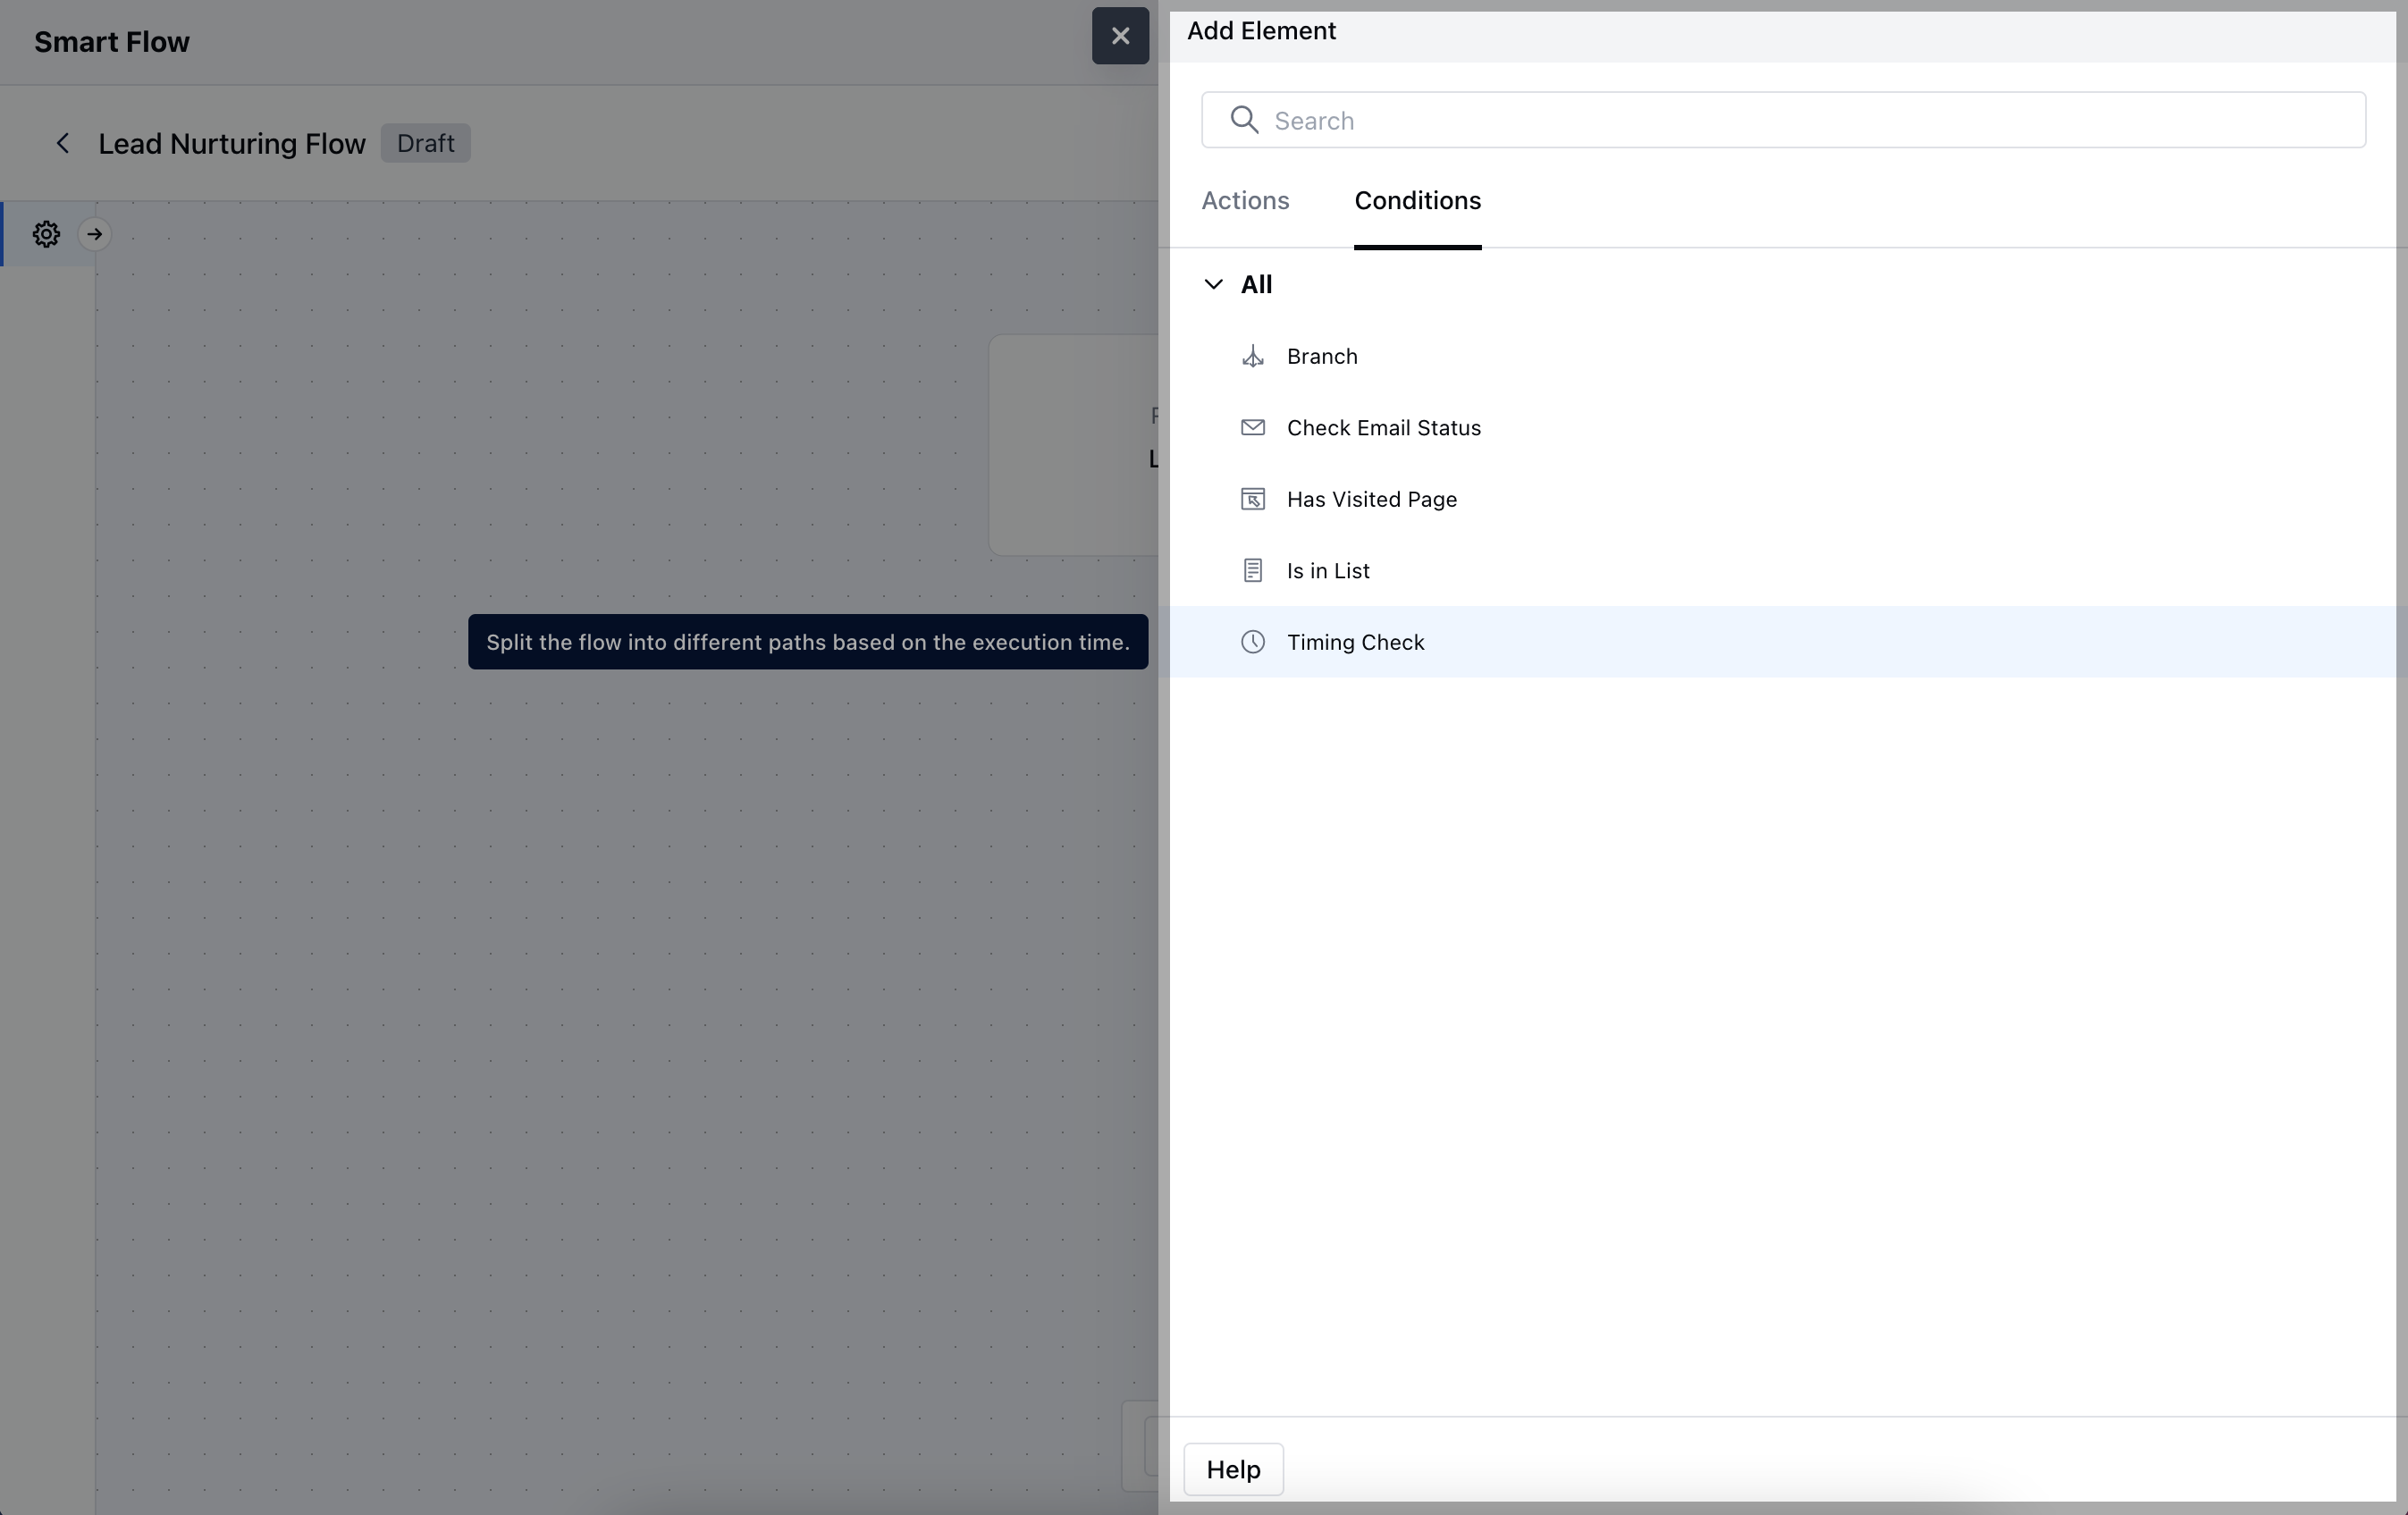 Smart Flow
Lead Nurturing Flow
Draft
Split the flow into different paths based on the execution time.
Add Element
Search
Actions
Conditions
All
Branch
Check Email Status
Has Visited Page
Is in List
Timing Check
Help